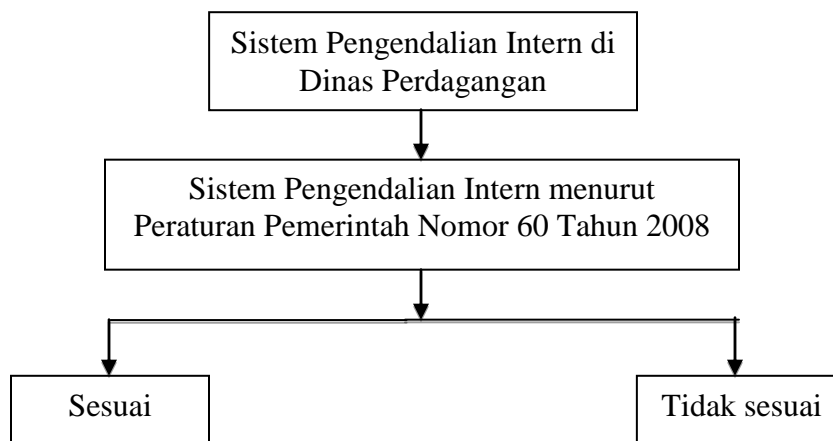 Sistem Pengendalian Intern di
Dinas Perdagangan
Sistem Pengendalian Intern menurut
Peraturan Pemerintah Nomor 60 Tahun 2008
Sesuai
Tidak sesuai